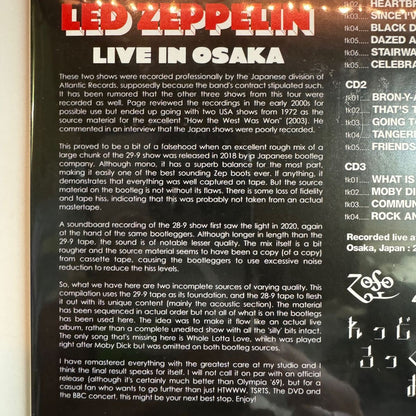 LED ZEPPELIN
LIVE IN OSAKA
These two shows were recorded professionally by the Japanese division of
Atlantic Records, supposedly because the band's contract stipulated such.
It has been rumored that the other three shows from this tour were
recorded as well. Page reviewed the recordings in the early 2000s for
possible use but ended up going with two USA shows from 1972 as the
source material for the excellent "How the West Was Won" (2003). He
commented in an interview that the Japan shows were poorly recorded.
This proved to be a bit of a falsehood when an excellent rough mix of a
large chunk of the 29-9 show was released in 2018 by a Japanese bootleg
company. Although mono, it has a superb balance for the most part,
making it easily one of the best sounding Zep boots ever. If anything, it
demonstrates that everything was well captured on tape. But the source
material on the bootleg is not without its flaws. There is some loss of fidelity
and tape hiss, indicating that this was probably not taken from an actual
mastertape.
A soundboard recording of the 28-9 show first saw the light in 2020, again
at the hand of the same bootleggers. Although longer in length than the
29-9 tape, the sound is of notable lesser quality. The mix itself is a bit
rougher and the source material seems to have been a copy (of a copy)
from cassette tape, causing the bootleggers to use excessive noise
reduction to reduce the hiss levels.
So, what we have here are two incomplete sources of varying quality. This
compilation uses the 29-9 tape as its foundation, and the 28-9 tape to flesh
it out with its unique content (mainly the acoustic section). The material
has been sequenced in actual order but not all of what is on the bootlegs
has been used here. The idea was to make it flow like an actual live
album, rather than a complete unedited show with all the 'silly' bits intact.
The only song that's missing here is Whole Lotta Love, which was played
right after Moby Dick but was omitted on both bootleg sources.
I have remastered everything with the greatest care at my studio and I
think the final result speaks for itself. I will not call it on par with an official
release (although it's certainly much better than Olympia '69), but for a
casual fan who wants to go further than just HTWWW, TSRTS, The DVD and
the BBC concert, this might be your next best stop. Enjoy!
tk02..... HEARTBR
tk03..... SINCE I'
tk04..... BLACK D
tk05..... DAZED A
tk06..... STAIRWA
tk07..... CELEBRA
CD2
tk01..... BRON-Y-A
tk02..... THAT'S
tk03..... GOING TO
tk04..... TANGERI
tk05..... FRIENDS
CD3
tk01..... WHAT IS
tk02..... MOBY DI
tk03..... COMMUN
tk04..... ROCK AN
Recorded live a
Osaka, Japan : 2